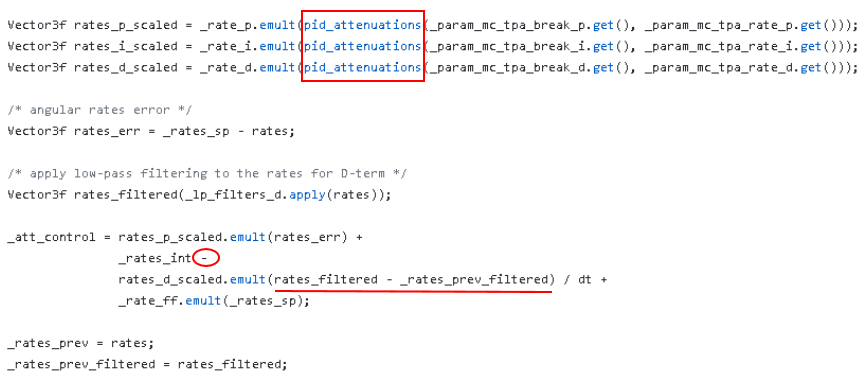 Vector3f rates_p_scaled = _rate_p.emult(pid_attenuations(_param_mc_tpa_break_p.get(), _param_mc_tpa_rate_p.get()));
Vector3f rates_i_scaled = _rate_i.emult(pid_attenuations(_param_mc_tpa_break_i.get(), _param_mc_tpa_rate_i.get()));
Vector3f rates_d_scaled = _rate_d.emult(pid_attenuations(_param_mc_tpa_break_d.get(), _param_mc_tpa_rate_d.get()));
/* angular rates error */
Vector3f rates_err = _rates_sp - rates;
/* apply low-pass filtering to the rates for D-term */
Vector3f rates_filtered(_lp_filters_d.apply(rates));
_att_control = rates_p_scaled.emult(rates_err) +
_rates_int -
rates_d_scaled.emult(rates_filtered - _rates_prev_filtered) / dt +
_rate_ff.emult(_rates_sp);
_rates_prev = rates;
_rates_prev_filtered = rates_filtered;